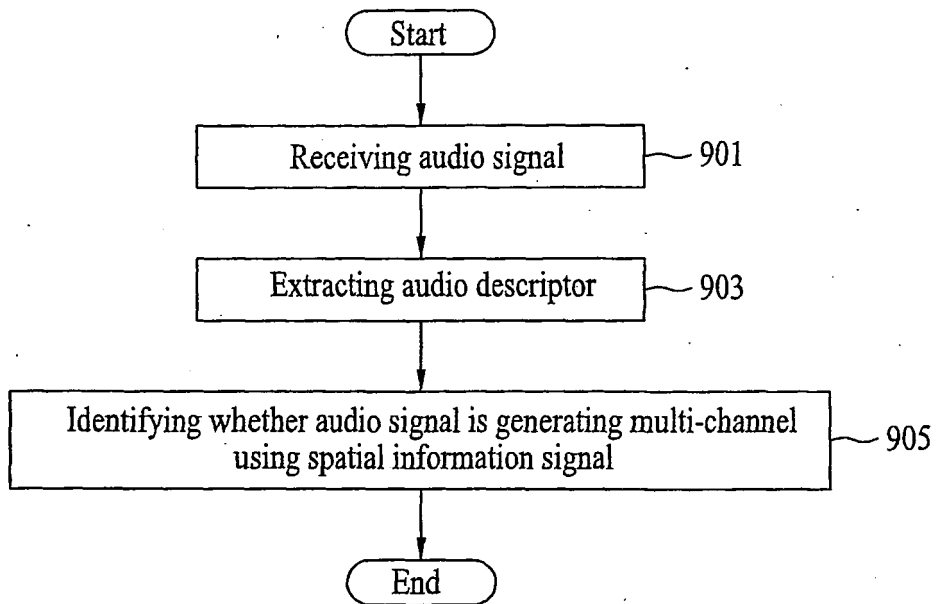 Start
Receiving audio signal
901
Extracting audio descriptor
903
Identifying whether audio signal is generating multi-channel
using spatial information signal
905
End